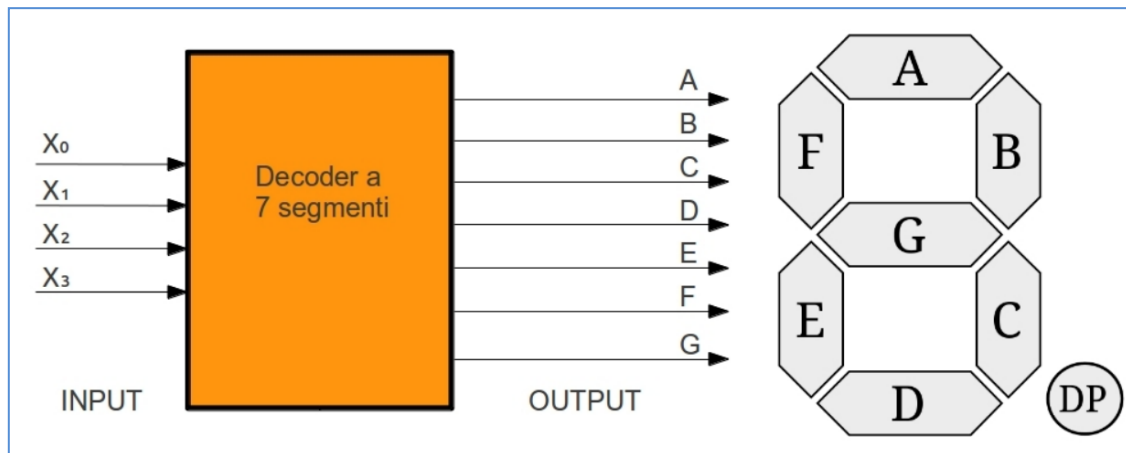 X₀
X₁
X₂
X₃
INPUT
Decoder a
7 segmenti
A
B
C
D
E
F
G
OUTPUT
A
F
B
G
E
C
D
DP